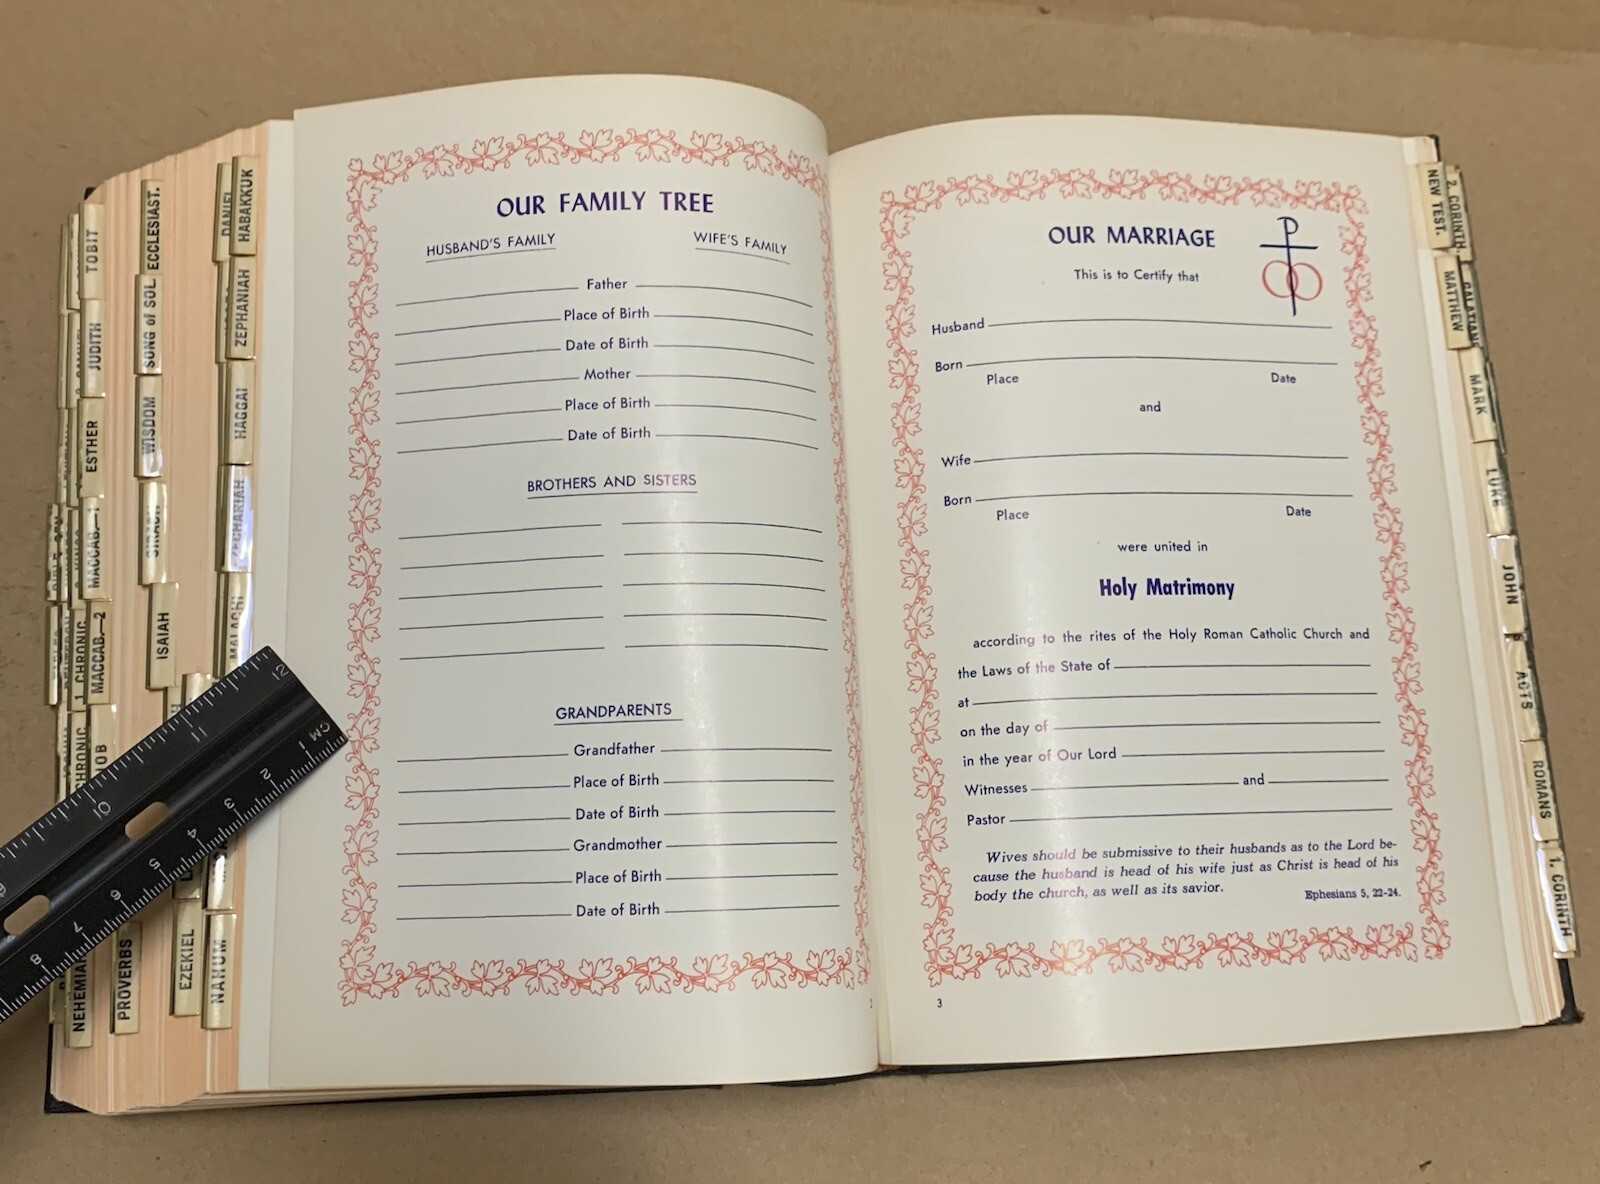 OUR FAMILY TREE
HUSBAND'S FAMILY WIFE'S FAMILY
Father
Place of Birth
Date of Birth
Mother
Place of Birth
Date of Birth
BROTHERS AND SISTERS
GRANDPARENTS
Grandfather
Place of Birth
Date of Birth
Grandmother
Place of Birth
Date of Birth
OUR MARRIAGE
This is to Certify that
Husband
Born
Place Date
and
Wife
Born
Place Date
were united in
Holy Matrimony
according to the rites of the Holy Roman Catholic Church and
the Laws of the State of
at
on the day of
in the year of Our Lord
Witnesses and
Pastor
Wives should be submissive to their husbands as to the Lord be-
cause the husband is head of his wife just as Christ is head of his
body the church, as well as its savior.
Ephesians 5, 22-24.
3
TOBIT
JUDITH
ESTHER
MACCAB.—1
MACCAB.—2
JOB
1 CHRONIC.
NEHEMIA
PROVERBS
ECCLESIAST.
SONG of SOL.
WISDOM
SIRACH
ISAIAH
EZEKIEL
DANIEL
HABAKKUK
ZEPHANIAH
HAGGAI
ZECHARIAH
MALACHI
NAHUM
NEW TEST.
MATTHEW
MARK
LUKE
JOHN
ACTS
ROMANS
1. CORINTH.
2. CORINTH.
GALATIANS
12
11
10
9
CM 1
2
3
4
5
6
7
8